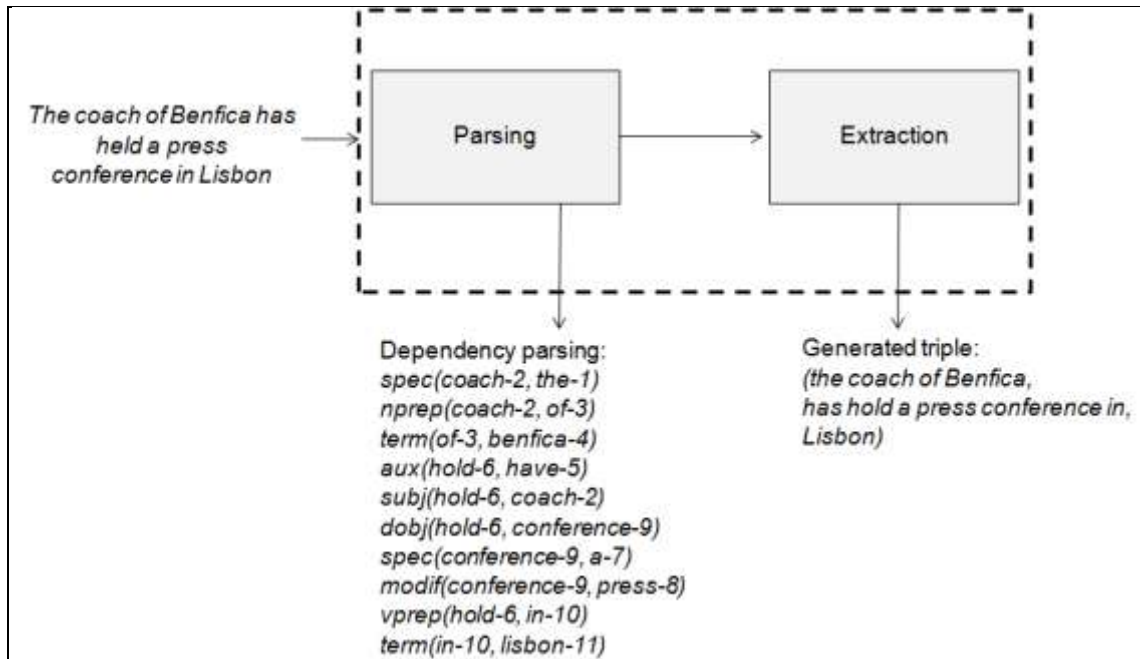 The coach of Benfica has
held a press
conference in Lisbon
Parsing
Extraction
Dependency parsing:
spec(coach-2, the-1)
nprep(coach-2, of-3)
term(of-3, benfica-4)
aux(hold-6, have-5)
subj(hold-6, coach-2)
dobj(hold-6, conference-9)
spec(conference-9, a-7)
modif(conference-9, press-8)
vprep(hold-6, in-10)
term(in-10, lisbon-11)
Generated triple:
(the coach of Benfica,
has hold a press conference in,
Lisbon)